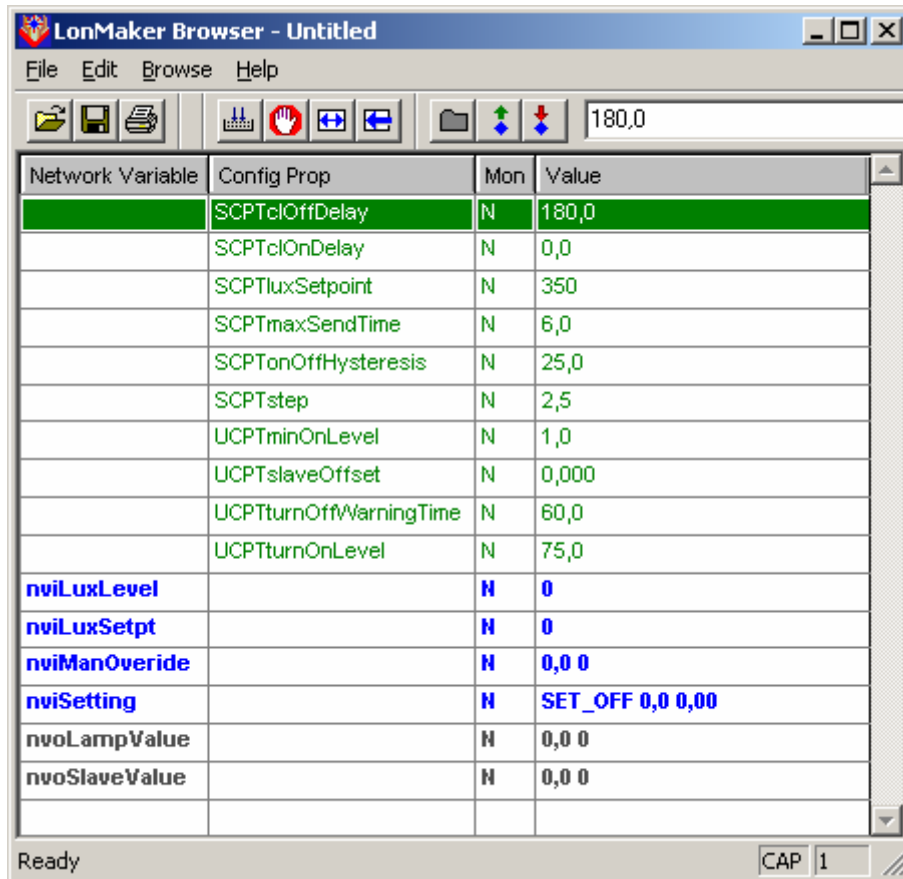 LonMaker Browser - Untitled
File Edit Browse Help
180,0
Network Variable Config Prop Mon Value
SCPTclOffDelay N 180,0
SCPTclOnDelay N 0,0
SCPTluxSetpoint N 350
SCPTmaxSendTime N 6,0
SCPTonOffHysteresis N 25,0
SCPTstep N 2,5
UCPTminOnLevel N 1,0
UCPTslaveOffset N 0,000
UCPTturnOffWarningTime N 60,0
UCPTturnOnLevel N 75,0
nviLuxLevel N 0
nviLuxSetpt N 0
nviManOveride N 0,0 0
nviSetting N SET_OFF 0,0 0,00
nvoLampValue N 0,0 0
nvoSlaveValue N 0,0 0
Ready CAP 1